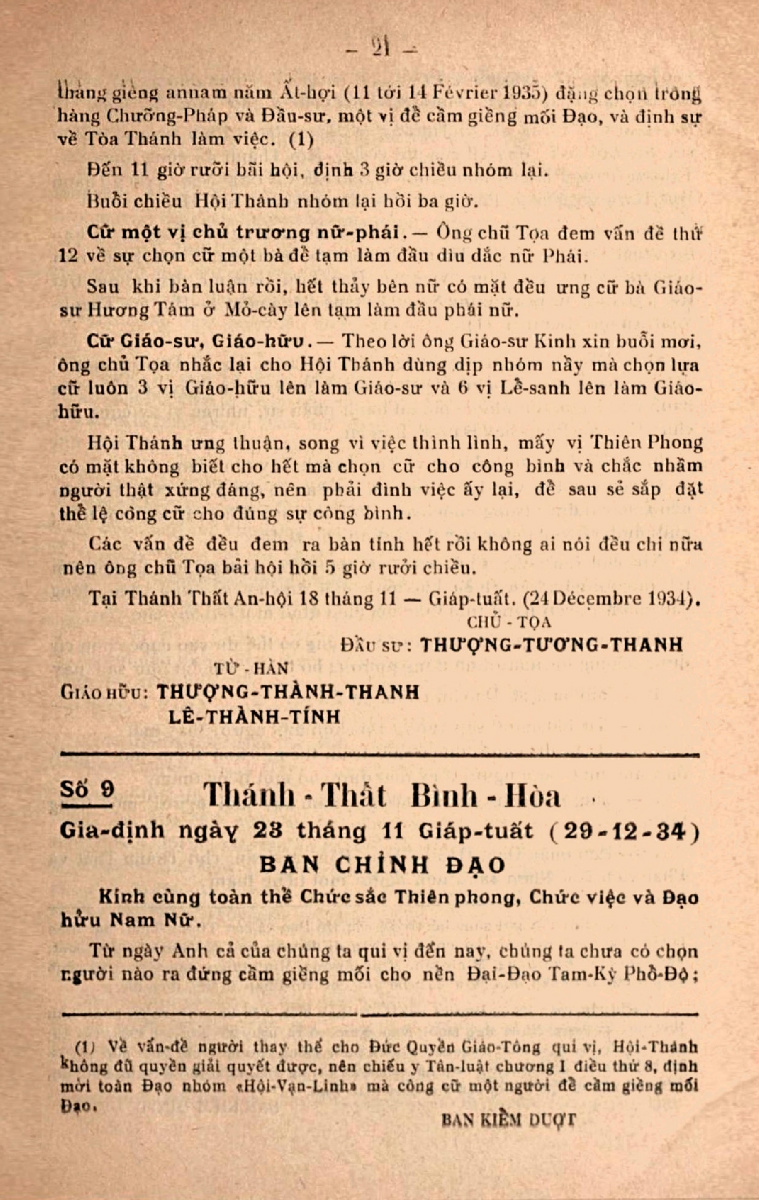 — 21 —
tháng giêng annam năm Ất-hợi (11 tới 14 Février 1935) đặng chọn trong
hàng Chưỡng-Pháp và Đầu-sư, một vị đề cầm giềng mối Đạo, và định sự
về Tòa Thánh làm việc. (1)
Đến 11 giờ rưỡi bãi hội, định 3 giờ chiều nhóm lại.
Buổi chiều Hội Thánh nhóm lại hồi ba giờ.
Cử một vị chủ trương nữ-phái. — Ông chũ Tọa đem vấn đề thứ
12 về sự chọn cử một bà để tạm làm đầu dìu dắc nữ Phái.
Sau khi bàn luận rồi, hết thảy bên nữ có mặt đều ưng cử bà Giáo-
sư Hương Tâm ở Mỏ-cày lên tạm làm đầu phái nữ.
Cử Giáo-sư, Giáo-hữu. — Theo lời ông Giáo-sư Kinh xin buổi mơi,
ông chủ Tọa nhắc lại cho Hội Thánh dùng dịp nhóm nầy mà chọn lựa
cử luôn 3 vị Giáo-hữu lên làm Giáo-sư và 6 vị Lễ-sanh lên làm Giáo-
hữu.
Hội Thánh ưng thuận, song vì việc thình lình, mấy vị Thiên Phong
có mặt không biết cho hết mà chọn cử cho công bình và chắc nhằm
người thật xứng đáng, nên phải đình việc ấy lại, để sau sẻ sắp đặt
thể lệ công cử cho đúng sự công bình.
Các vấn đề đều đem ra bàn tính hết rồi không ai nói đều chi nữa
nên ông chũ Tọa bải hội hồi 5 giờ rưởi chiều.
Tại Thánh Thất An-hội 18 tháng 11 — Giáp-tuất. (24 Décembre 1934).
CHỦ - TỌA
ĐẦU SƯ: THƯỢNG-TƯƠNG-THANH
TỪ - HÀN
GIÁO HỮU: THƯỢNG-THÀNH-THANH
LÊ-THÀNH-TÍNH
Số 9
Thánh - Thất Bình - Hòa
Gia-định ngày 23 tháng 11 Giáp-tuất (29-12-34)
BAN CHỈNH ĐẠO
Kính cùng toàn thể Chức sắc Thiên phong, Chức việc và Đạo
hữu Nam Nữ.
Từ ngày Anh cả của chúng ta qui vị đến nay, chúng ta chưa có chọn
người nào ra đứng cầm giềng mối cho nền Đại-Đạo Tam-Kỳ Phổ-Độ;
(1) Về vấn-đề người thay thế cho Đức Quyền Giáo-Tông qui vị, Hội-Thánh
không đũ quyền giải quyết được, nên chiếu y Tân-luật chương I điều thứ 8, định
mời toàn Đạo nhóm «Hội-Vạn-Linh» mà công cử một người để cầm giềng mối
Đạo.
BAN KIỂM DUỢT